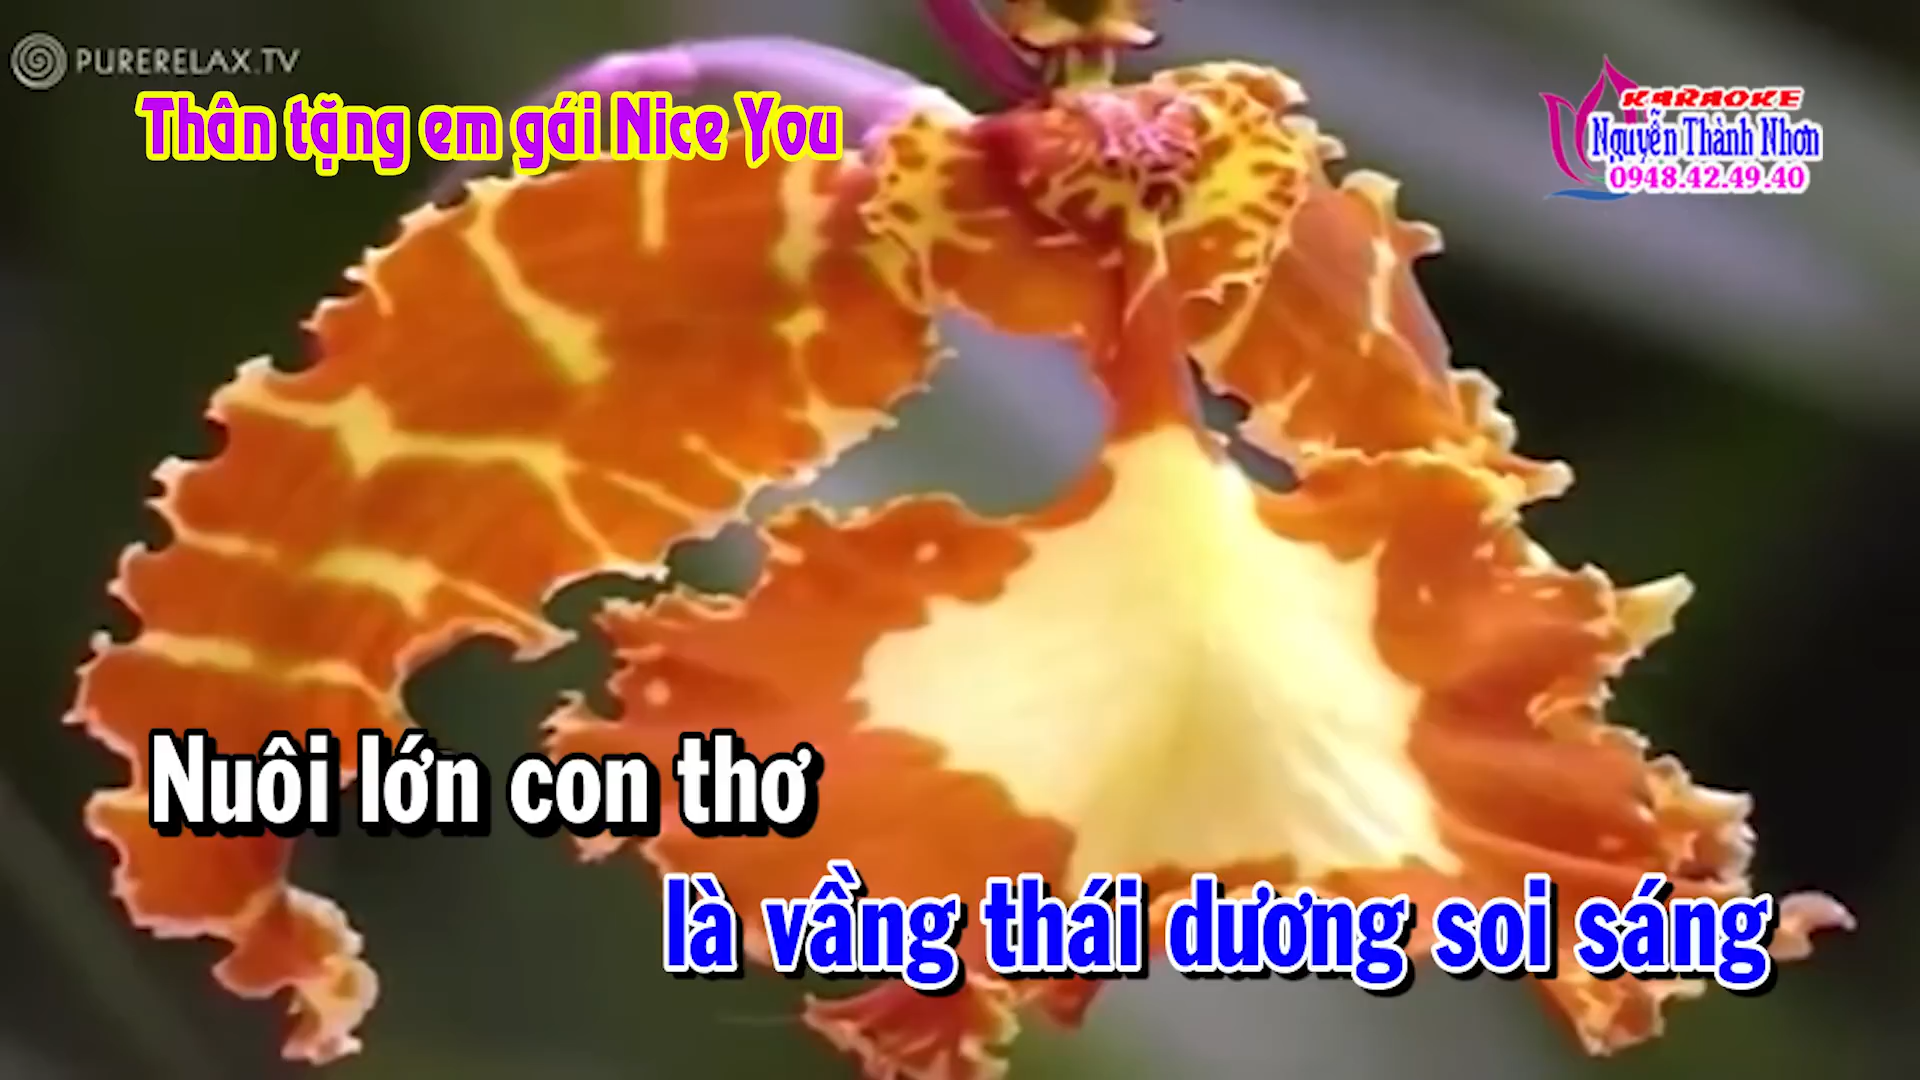 PURERELAX.TV
Thân tặng em gái Nice You
KARAOKE
Nguyễn Thành Nhơn
0948.42.49.40
Nuôi lớn con thơ
là vầng thái dương soi sáng